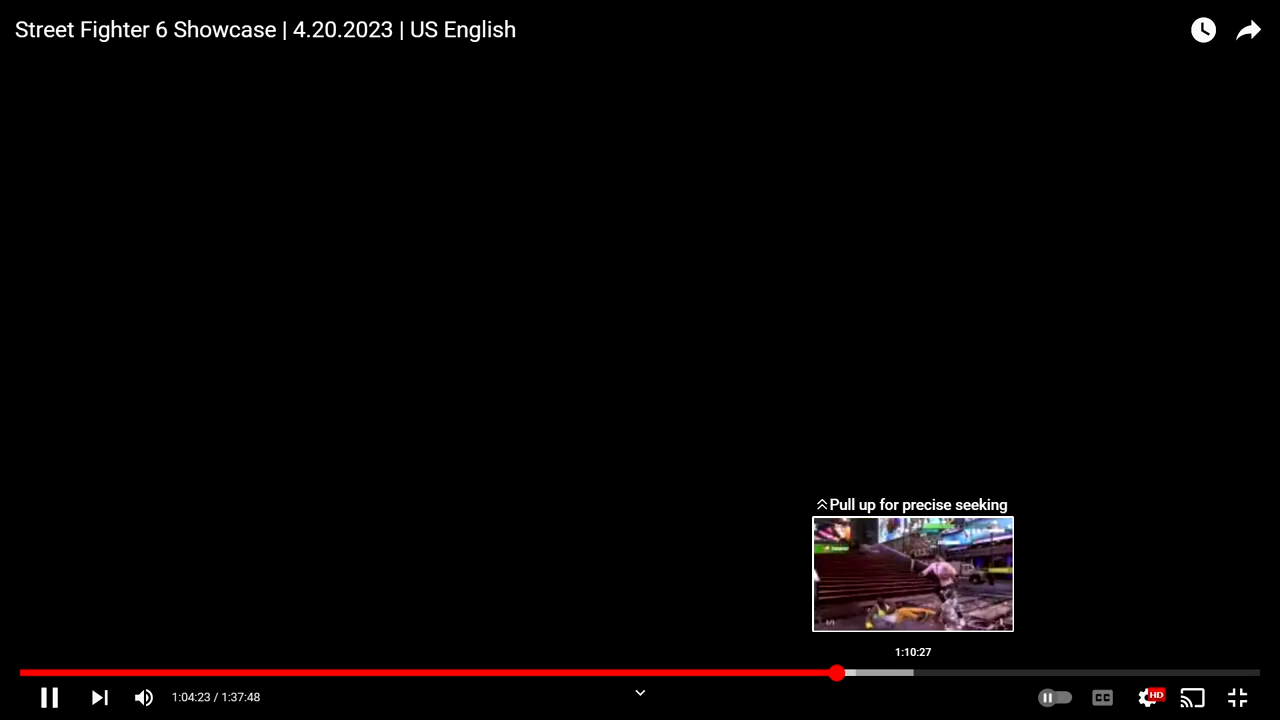 Street Fighter 6 Showcase | 4.20.2023 | US English
Pull up for precise seeking
1:10:27
1:04:23 / 1:37:48
CC
HD